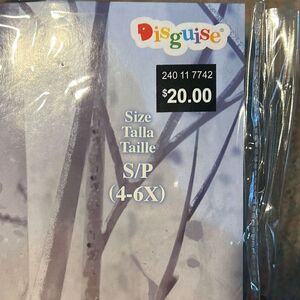 Disguise®
240 11 7742
$20.00
Size
Talla
Taille
S/P
(4-6X)